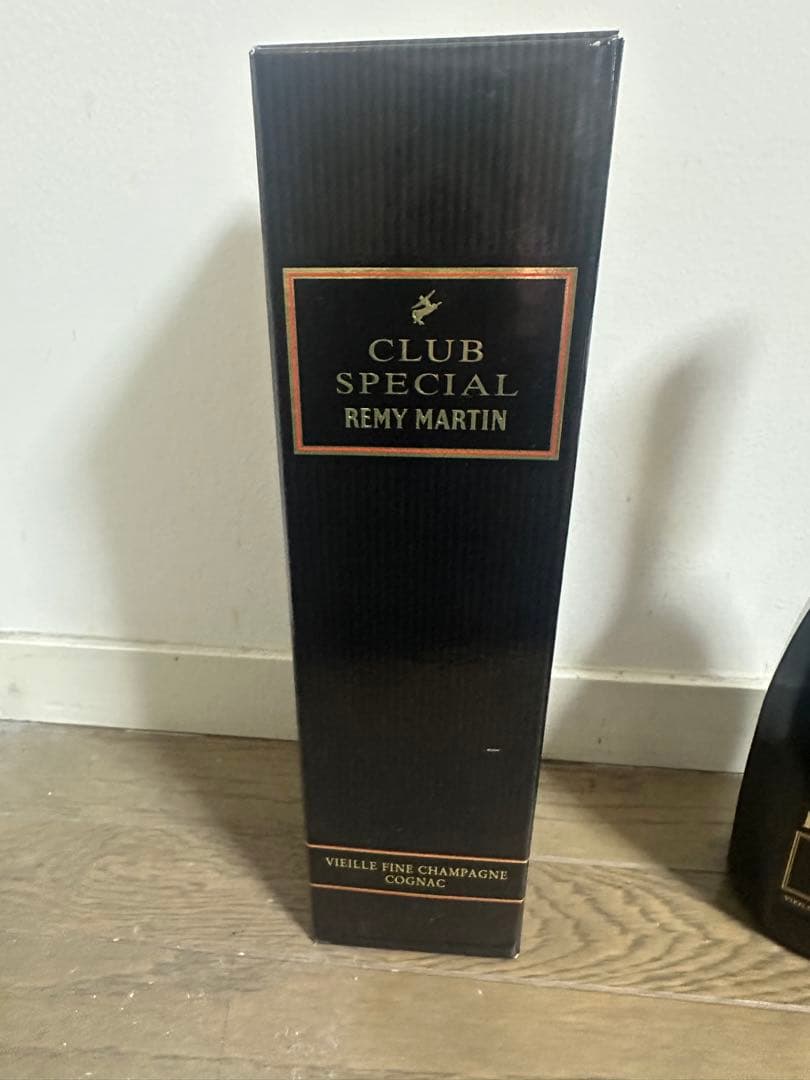 CLUB
SPECIAL
REMY MARTIN
VIEILLE FINE CHAMPAGNE
COGNAC